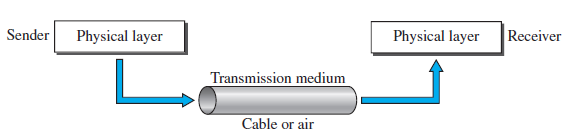 Sender
Physical layer
Physical layer
Receiver
Transmission medium
Cable or air